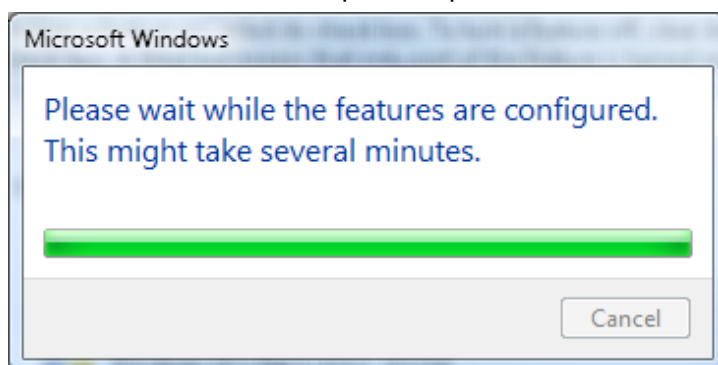 Microsoft Windows
Please wait while the features are configured.
This might take several minutes.
Cancel